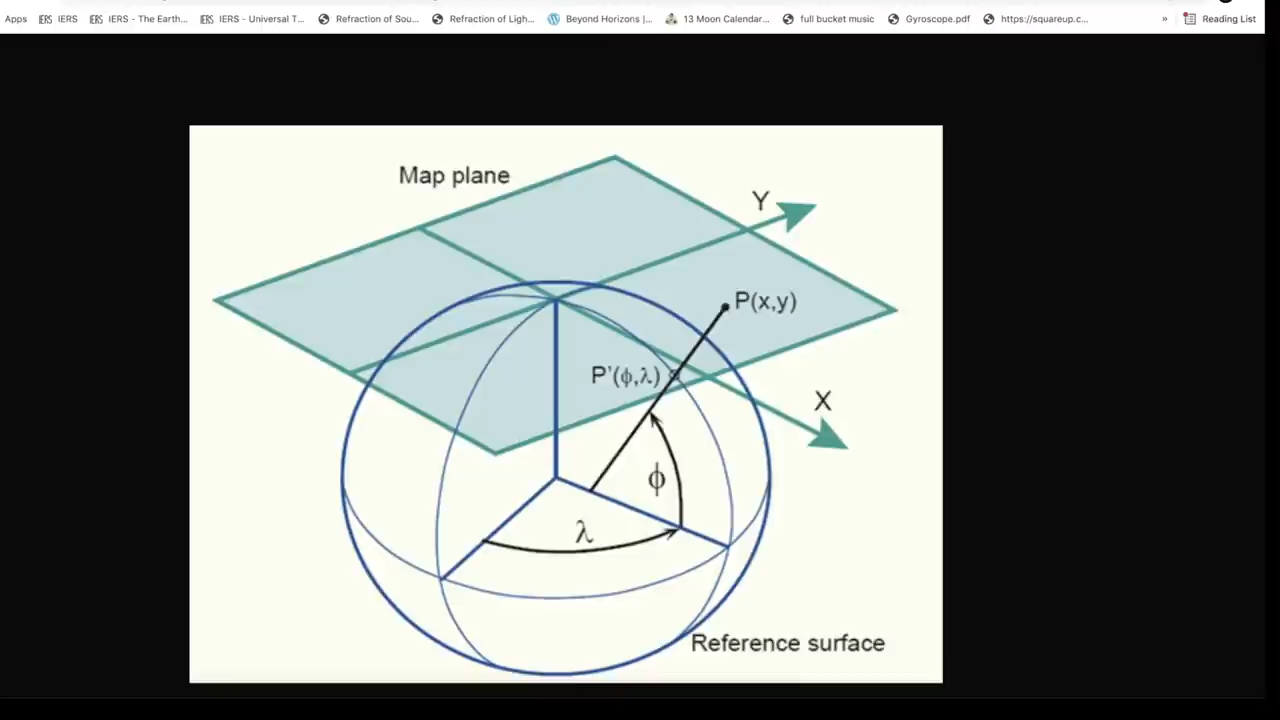 Apps IERS IERS - The Earth... IERS - Universal T... Refraction of Sou... Refraction of Ligh... Beyond Horizons |... 13 Moon Calendar... full bucket music Gyroscope.pdf https://squareup.c... » Reading List
Map plane
Y
P(x,y)
P'(ϕ,λ)
X
ϕ
λ
Reference surface